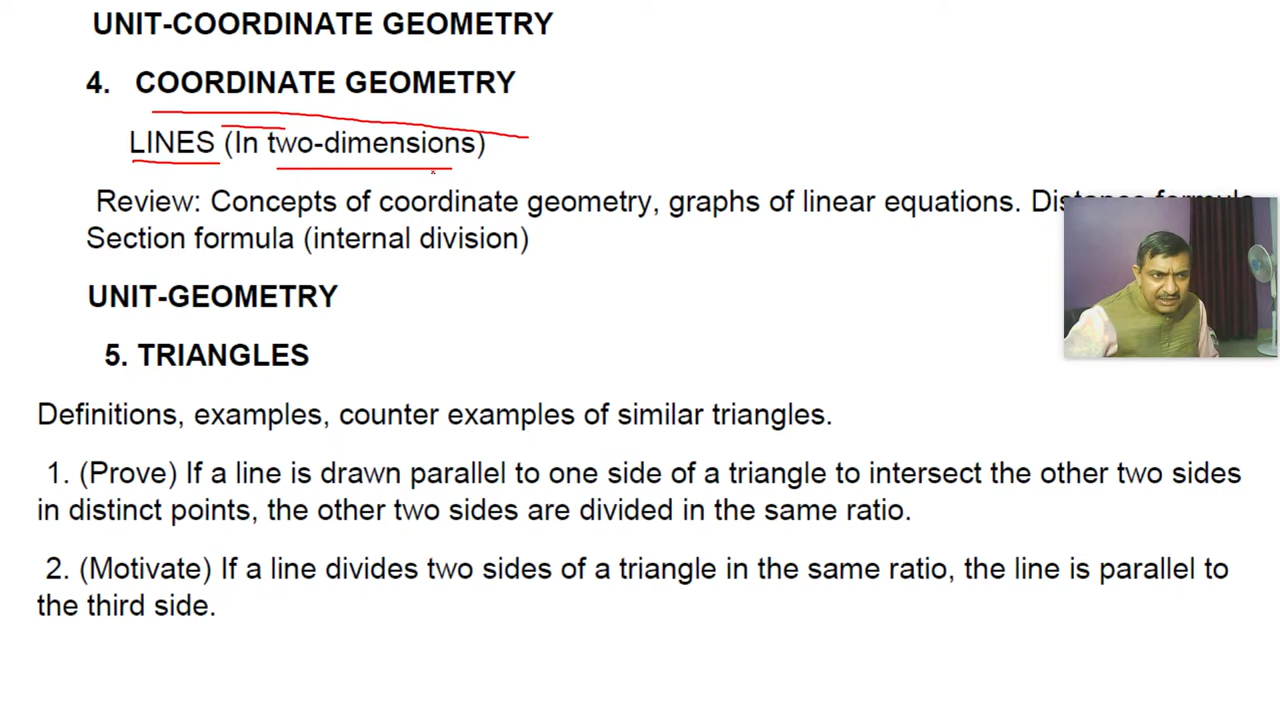 UNIT-COORDINATE GEOMETRY
4. COORDINATE GEOMETRY
LINES (In two-dimensions)
Review: Concepts of coordinate geometry, graphs of linear equations. Distance formula
Section formula (internal division)
UNIT-GEOMETRY
5. TRIANGLES
Definitions, examples, counter examples of similar triangles.
1. (Prove) If a line is drawn parallel to one side of a triangle to intersect the other two sides
in distinct points, the other two sides are divided in the same ratio.
2. (Motivate) If a line divides two sides of a triangle in the same ratio, the line is parallel to
the third side.